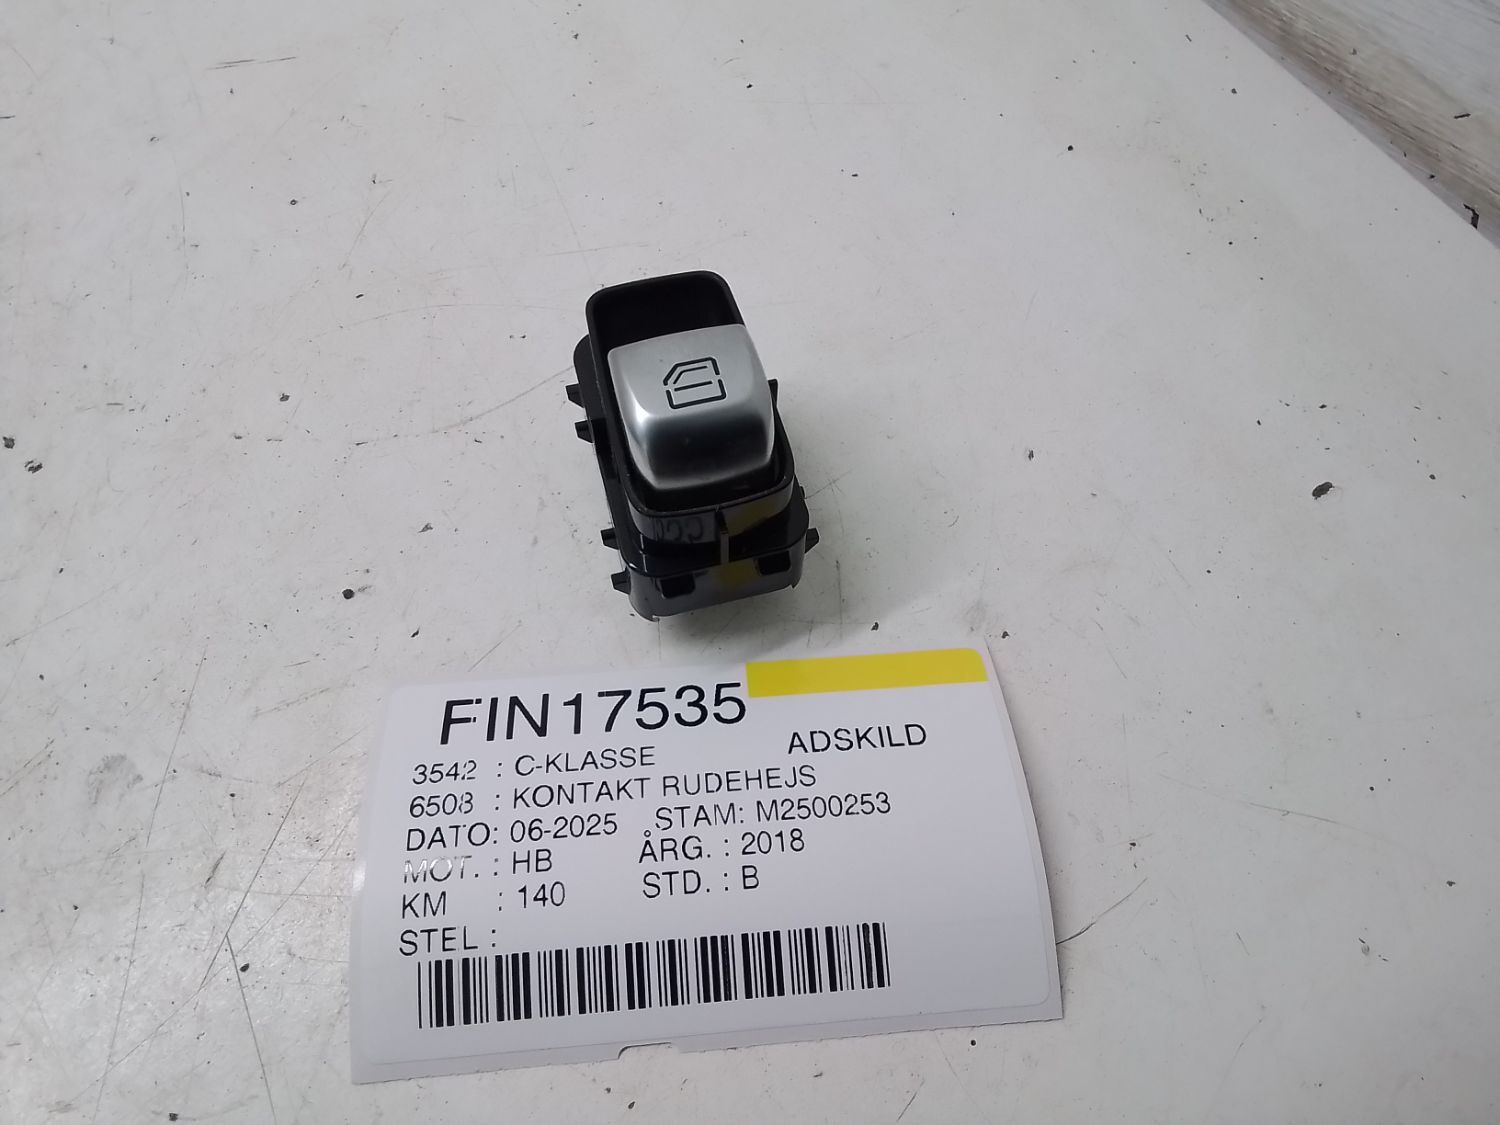 FIN17535
3542 : C-KLASSE ADSKILD
6508 : KONTAKT RUDEHEJS
DATO: 06-2025 STAM: M2500253
MOT. : HB ÅRG. : 2018
KM : 140 STD. : B
STEL :